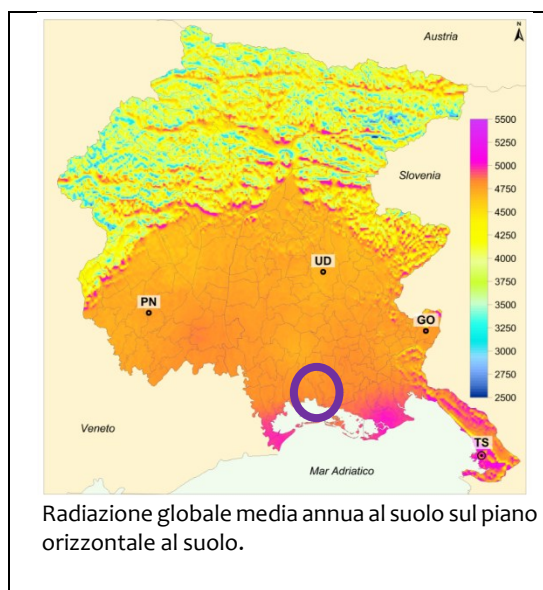 Austria
N
5500
5250
5000
Slovenia
4750
4500
UD
4250
4000
PN
GO
3750
3500
3250
3000
2750
2500
Veneto
TS
Mar Adriatico
Radiazione globale media annua al suolo sul piano
orizzontale al suolo.